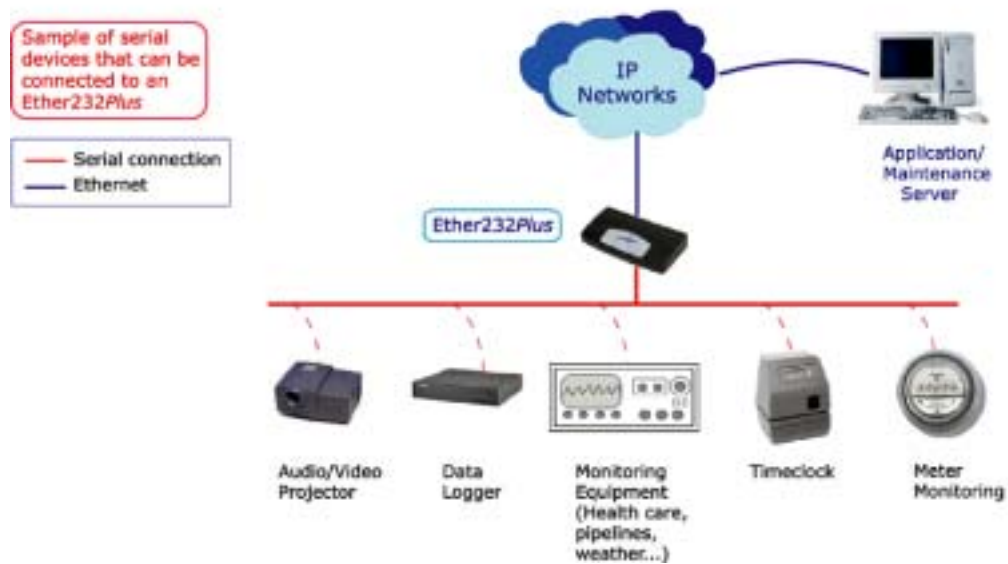 Sample of serial
devices that can be
connected to an
Ether232Plus
Serial connection
Ethernet
IP
Networks
Application/
Maintenance
Server
Ether232Plus
Audio/Video
Projector
Data
Logger
Monitoring
Equipment
(Health care,
pipelines,
weather...)
Timeclock
Meter
Monitoring